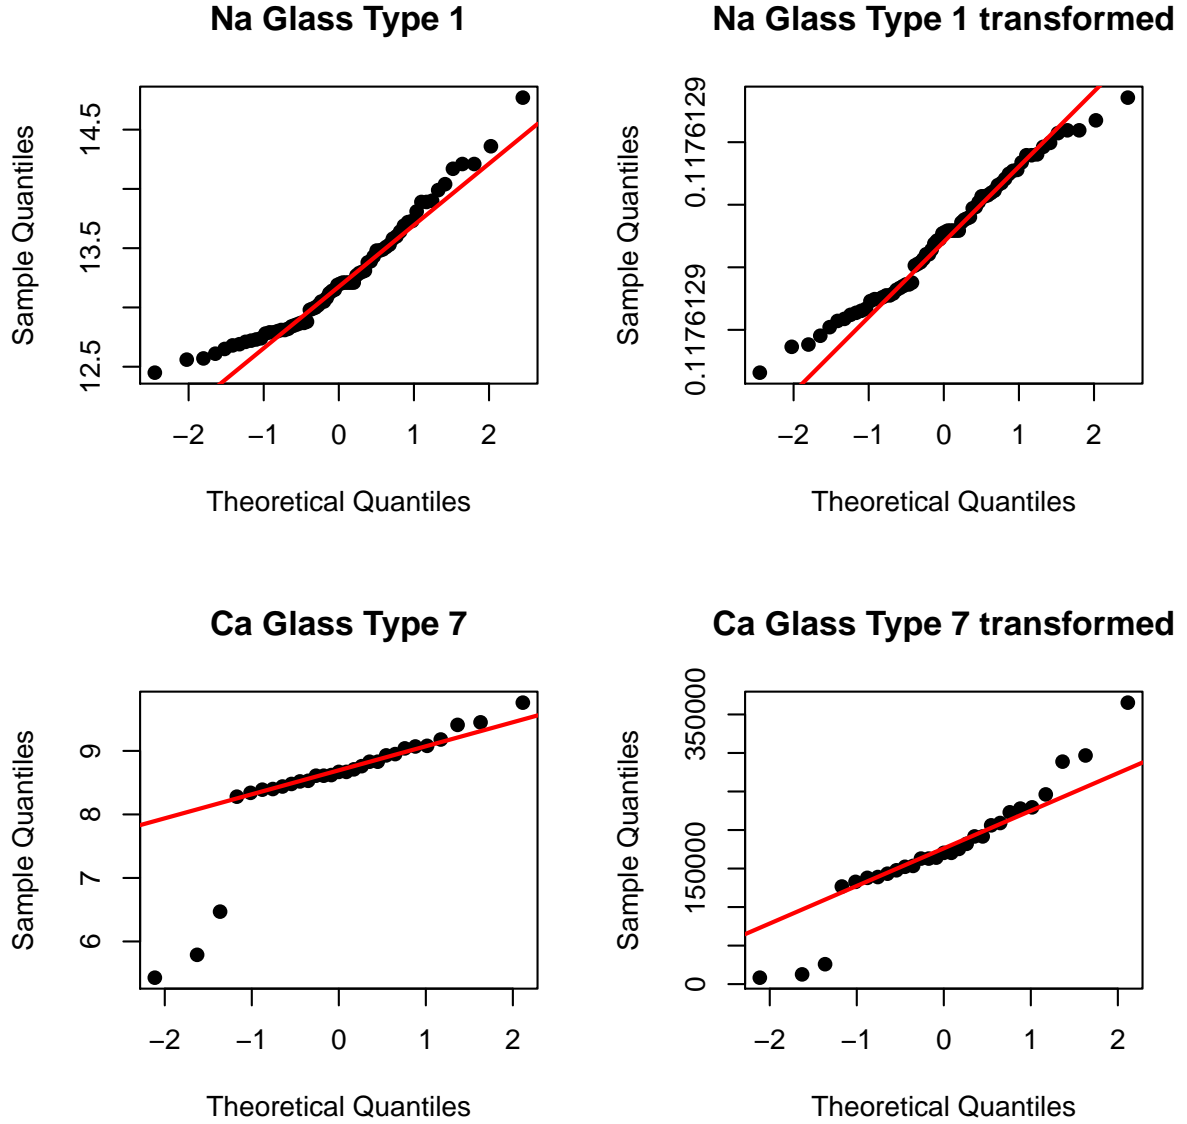 Na Glass Type 1
Sample Quantiles
12.5 13.5 14.5
−2 −1 0 1 2
Theoretical Quantiles
Na Glass Type 1 transformed
Sample Quantiles
0.1176129 0.1176129
−2 −1 0 1 2
Theoretical Quantiles
Ca Glass Type 7
Sample Quantiles
6 7 8 9
−2 −1 0 1 2
Theoretical Quantiles
Ca Glass Type 7 transformed
Sample Quantiles
0 150000 350000
−2 −1 0 1 2
Theoretical Quantiles